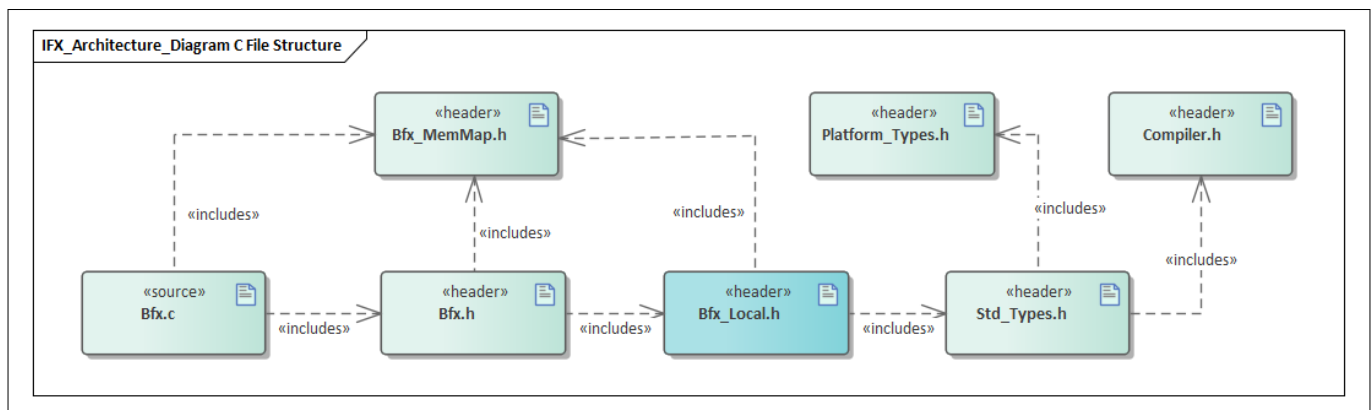 IFX_Architecture_Diagram C File Structure
«header»
Bfx_MemMap.h
«header»
Platform_Types.h
«header»
Compiler.h
«includes»
«includes»
«includes»
«includes»
«includes»
«source»
Bfx.c
«includes»
«header»
Bfx.h
«includes»
«header»
Bfx_Local.h
«includes»
«header»
Std_Types.h